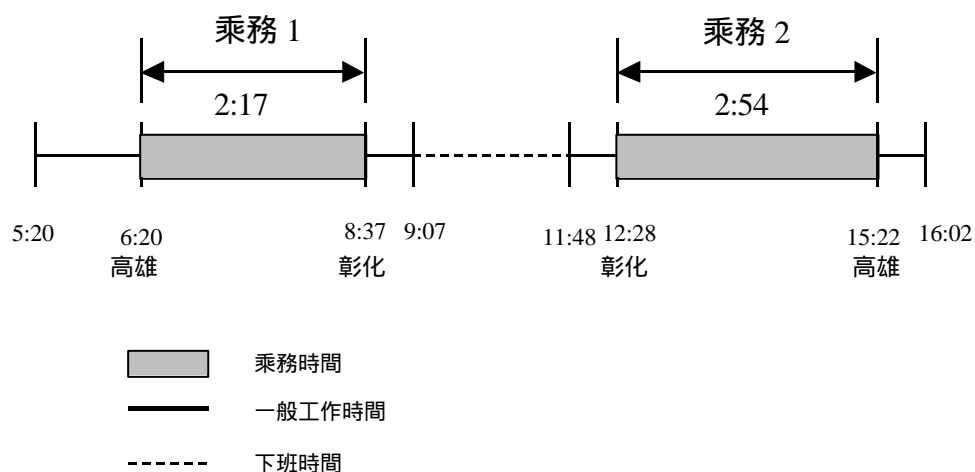 乘務 1 乘務 2
2:17 2:54
5:20 6:20 8:37 9:07 11:48 12:28 15:22 16:02
高雄 彰化 彰化 高雄
乘務時間
一般工作時間
下班時間